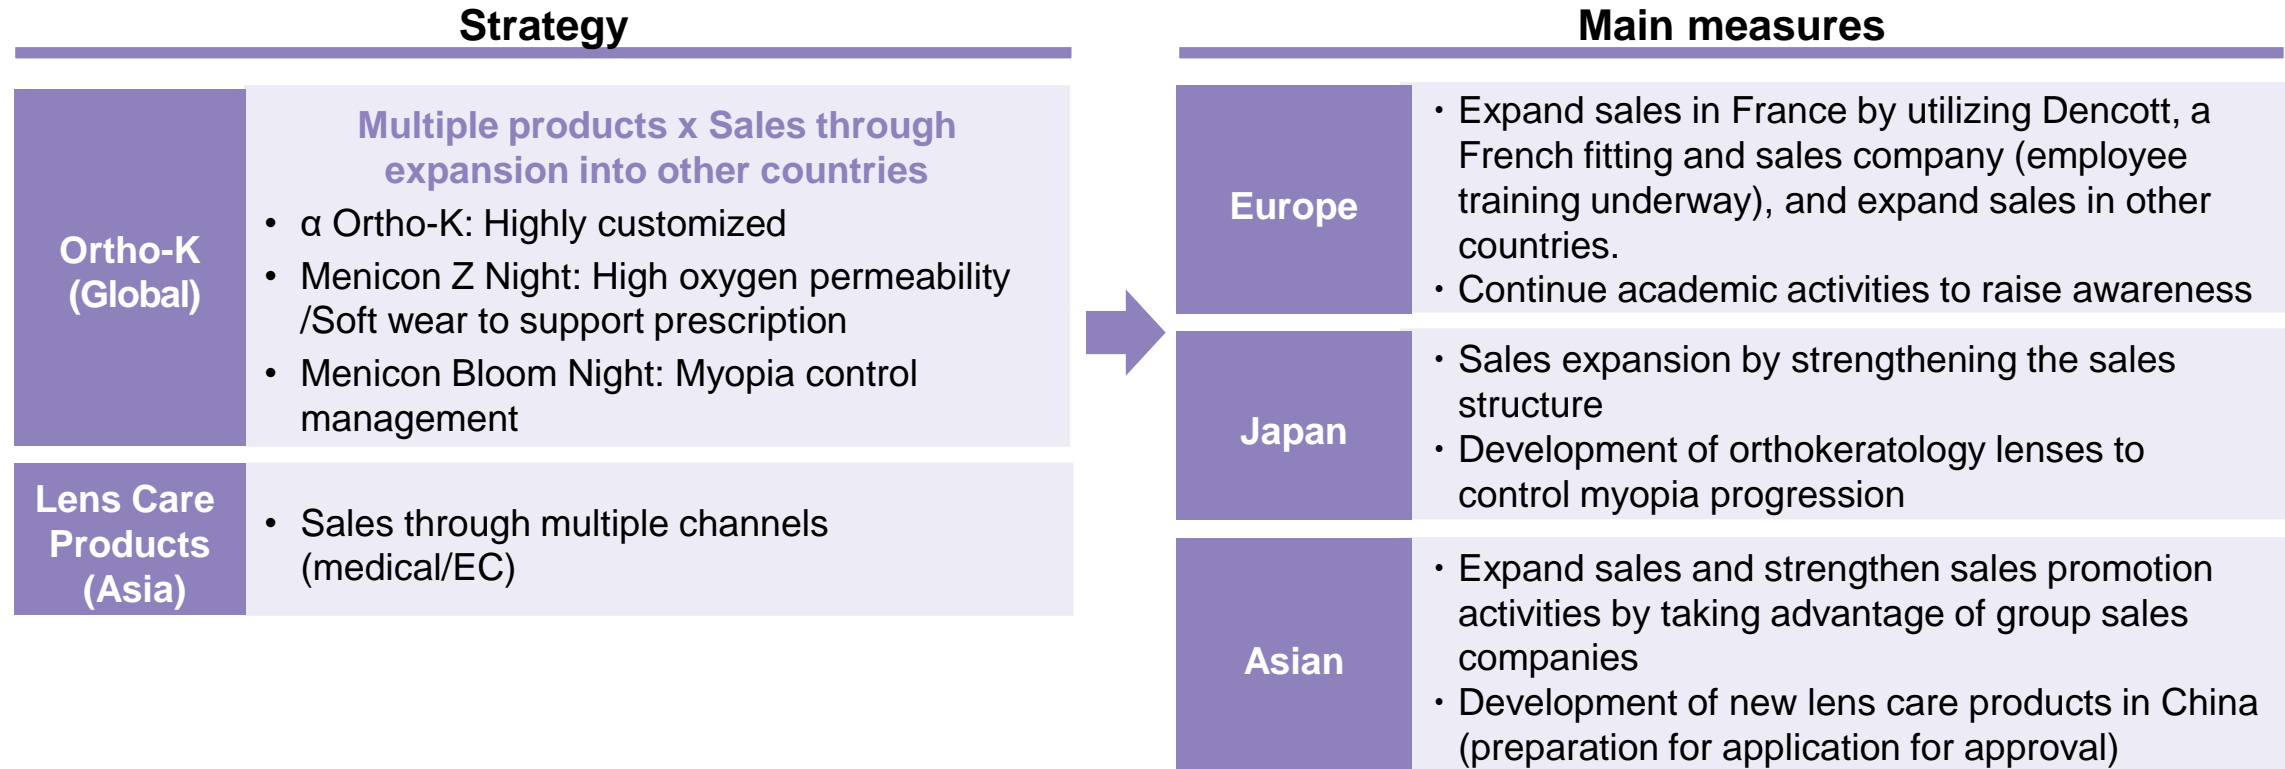 Strategy
Ortho-K
(Global)
Multiple products x Sales through
expansion into other countries
• α Ortho-K: Highly customized
• Menicon Z Night: High oxygen permeability
/Soft wear to support prescription
• Menicon Bloom Night: Myopia control
management
Lens Care
Products
(Asia)
• Sales through multiple channels
(medical/EC)
Main measures
Europe
・Expand sales in France by utilizing Dencott, a
French fitting and sales company (employee
training underway), and expand sales in other
countries.
・Continue academic activities to raise awareness
Japan
・Sales expansion by strengthening the sales
structure
・Development of orthokeratology lenses to
control myopia progression
Asian
・Expand sales and strengthen sales promotion
activities by taking advantage of group sales
companies
・Development of new lens care products in China
(preparation for application for approval)